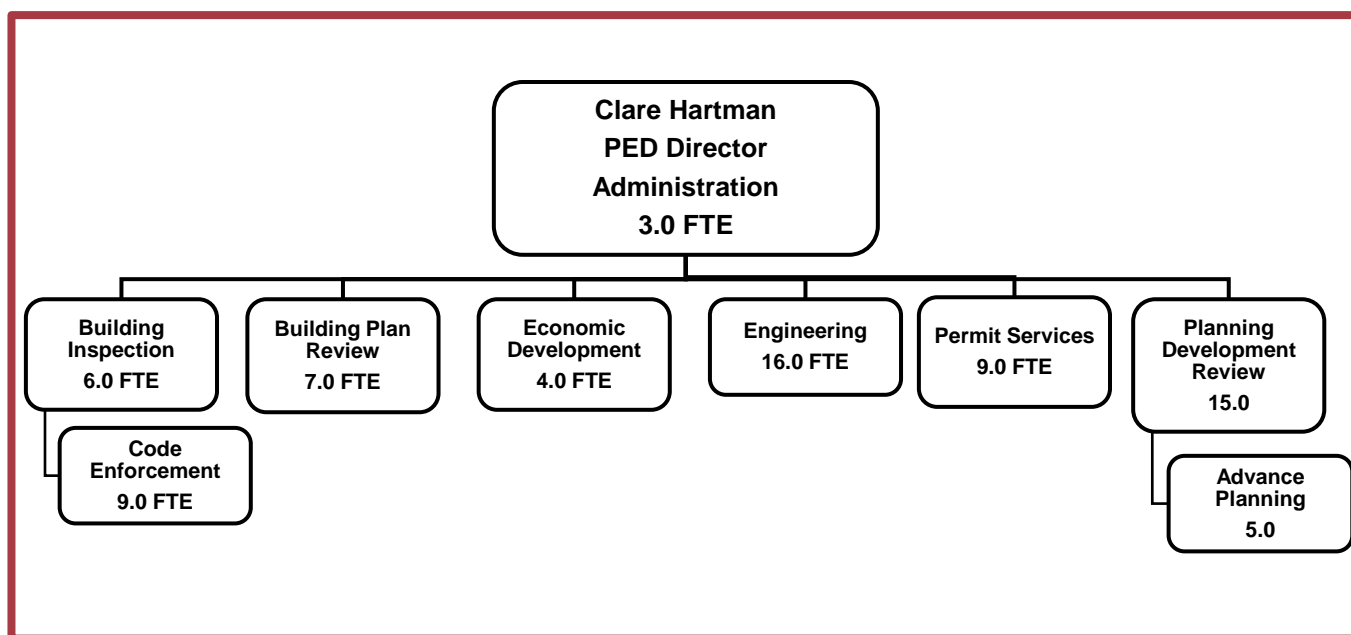 Clare Hartman
PED Director
Administration
3.0 FTE
Building
Inspection
6.0 FTE
Building Plan
Review
7.0 FTE
Economic
Development
4.0 FTE
Engineering
16.0 FTE
Permit Services
9.0 FTE
Planning
Development
Review
15.0
Code
Enforcement
9.0 FTE
Advance
Planning
5.0